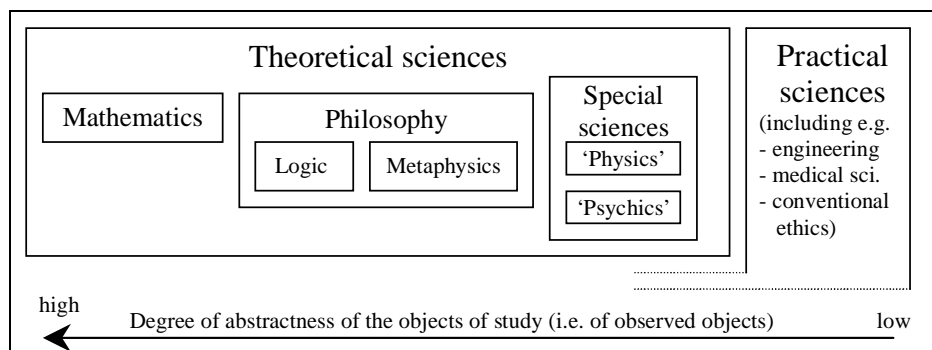 Theoretical sciences
Mathematics
Philosophy
Logic
Metaphysics
Special
sciences
‘Physics’
‘Psychics’
Practical
sciences
(including e.g.
- engineering
- medical sci.
- conventional
ethics)
high
Degree of abstractness of the objects of study (i.e. of observed objects)
low